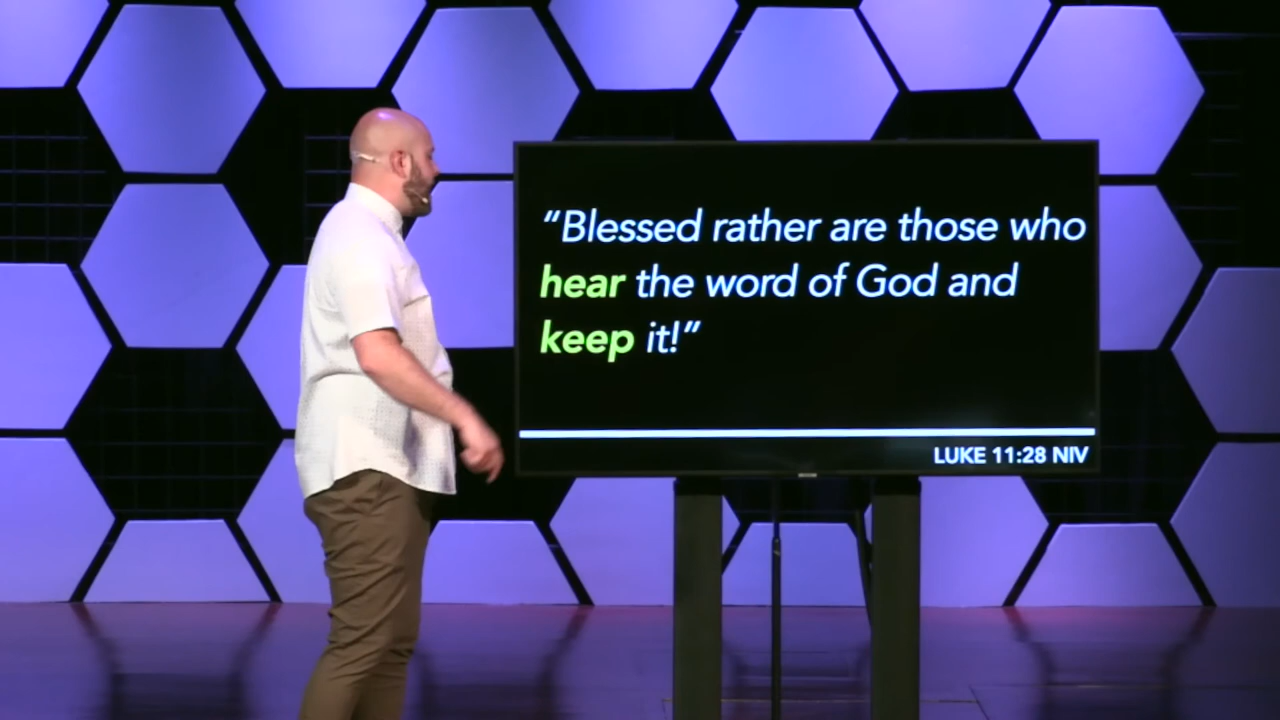 “Blessed rather are those who
hear the word of God and
keep it!”
LUKE 11:28 NIV